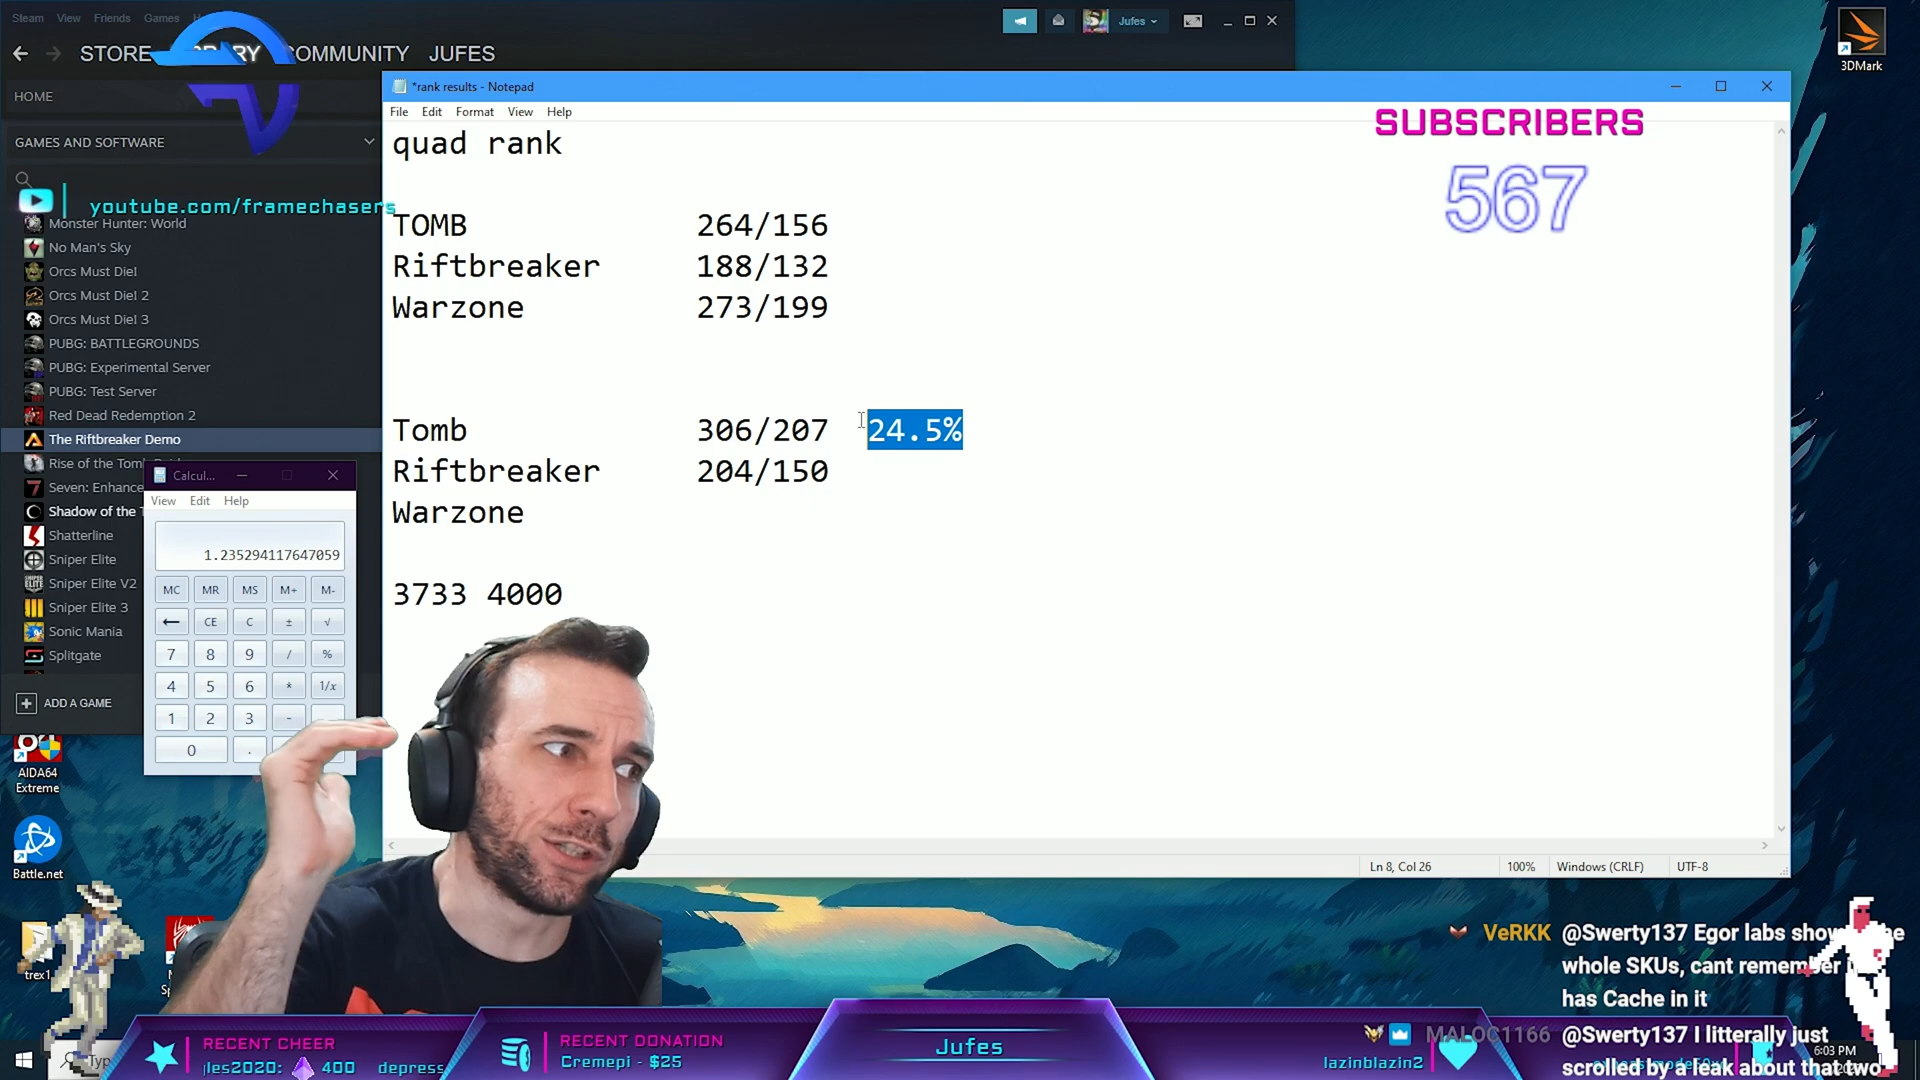 Steam View Friends Games
Jufes
STORE COMMUNITY JUFES
3DMark
HOME
*rank results - Notepad
File Edit Format View Help
GAMES AND SOFTWARE
youtube.com/framechasers
SUBSCRIBERS
567
Monster Hunter: World
No Man's Sky
Orcs Must Die!
Orcs Must Die! 2
Orcs Must Die! 3
PUBG: BATTLEGROUNDS
PUBG: Experimental Server
PUBG: Test Server
Red Dead Redemption 2
The Riftbreaker Demo
Rise of the Tomb
Seven: Enhance
Shadow of the
Shatterline
Sniper Elite
Sniper Elite V2
Sniper Elite 3
Sonic Mania
Splitgate
ADD A GAME
quad rank
TOMB 264/156
Riftbreaker 188/132
Warzone 273/199
Tomb 306/207 24.5%
Riftbreaker 204/150
Warzone
3733 4000
Calcul...
View Edit Help
1.235294117647059
MC MR MS M+ M-
← CE C ± √
7 8 9 / %
4 5 6 * 1/x
1 2 3 -
0 .
AIDA64
Extreme
Battle.net
trex1
Ln 8, Col 26 100% Windows (CRLF) UTF-8
VeRKK @Swerty137 Egor labs
whole SKUs, cant remember
has Cache in it
MALOC1166 @Swerty137 I litterally just
scrolled by a leak about that two
RECENT CHEER
400 depress
RECENT DONATION
Cremepi - $25
Jufes
lazinblazin2
6:03 PM